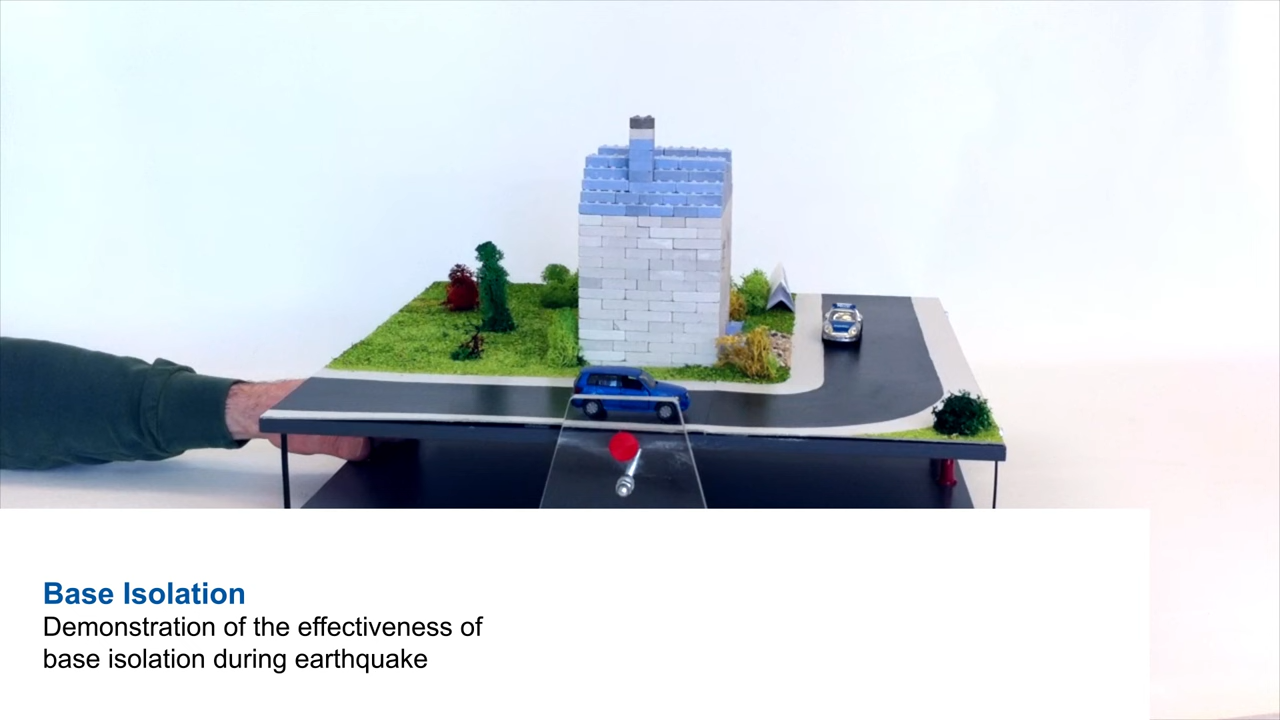 Base Isolation
Demonstration of the effectiveness of
base isolation during earthquake